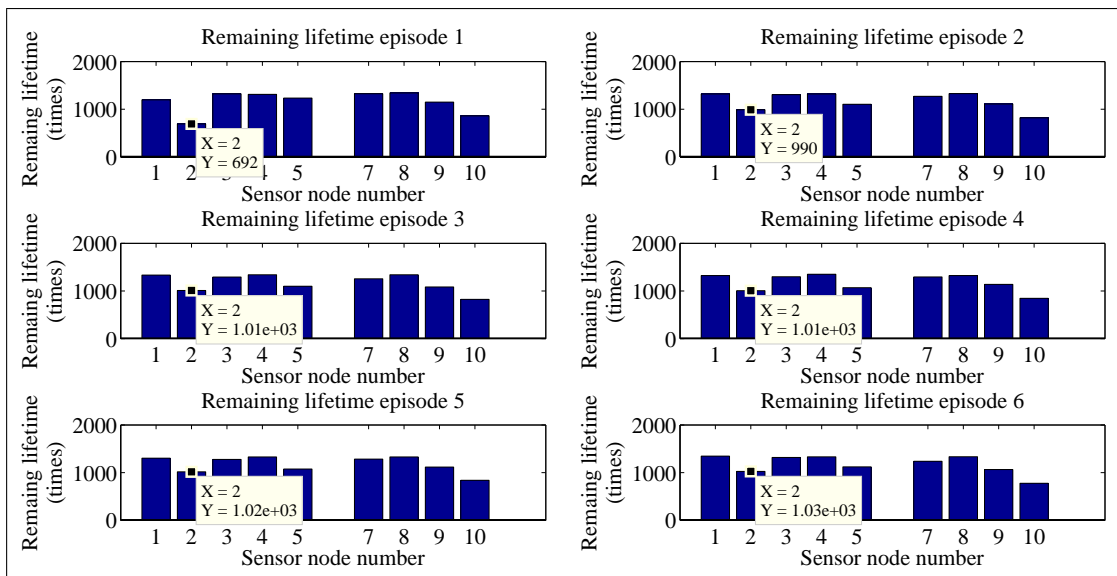 Remaining lifetime episode 1
Remaing lifetime
(times)
2000
1000
0
X = 2
Y = 692
1 2 3 4 5 7 8 9 10
Sensor node number
Remaining lifetime episode 2
Remaing lifetime
(times)
2000
1000
0
X = 2
Y = 990
1 2 3 4 5 7 8 9 10
Sensor node number
Remaining lifetime episode 3
Remaing lifetime
(times)
2000
1000
0
X = 2
Y = 1.01e+03
1 2 3 4 5 7 8 9 10
Sensor node number
Remaining lifetime episode 4
Remaing lifetime
(times)
2000
1000
0
X = 2
Y = 1.01e+03
1 2 3 4 5 7 8 9 10
Sensor node number
Remaining lifetime episode 5
Remaing lifetime
(times)
2000
1000
0
X = 2
Y = 1.02e+03
1 2 3 4 5 7 8 9 10
Sensor node number
Remaining lifetime episode 6
Remaing lifetime
(times)
2000
1000
0
X = 2
Y = 1.03e+03
1 2 3 4 5 7 8 9 10
Sensor node number